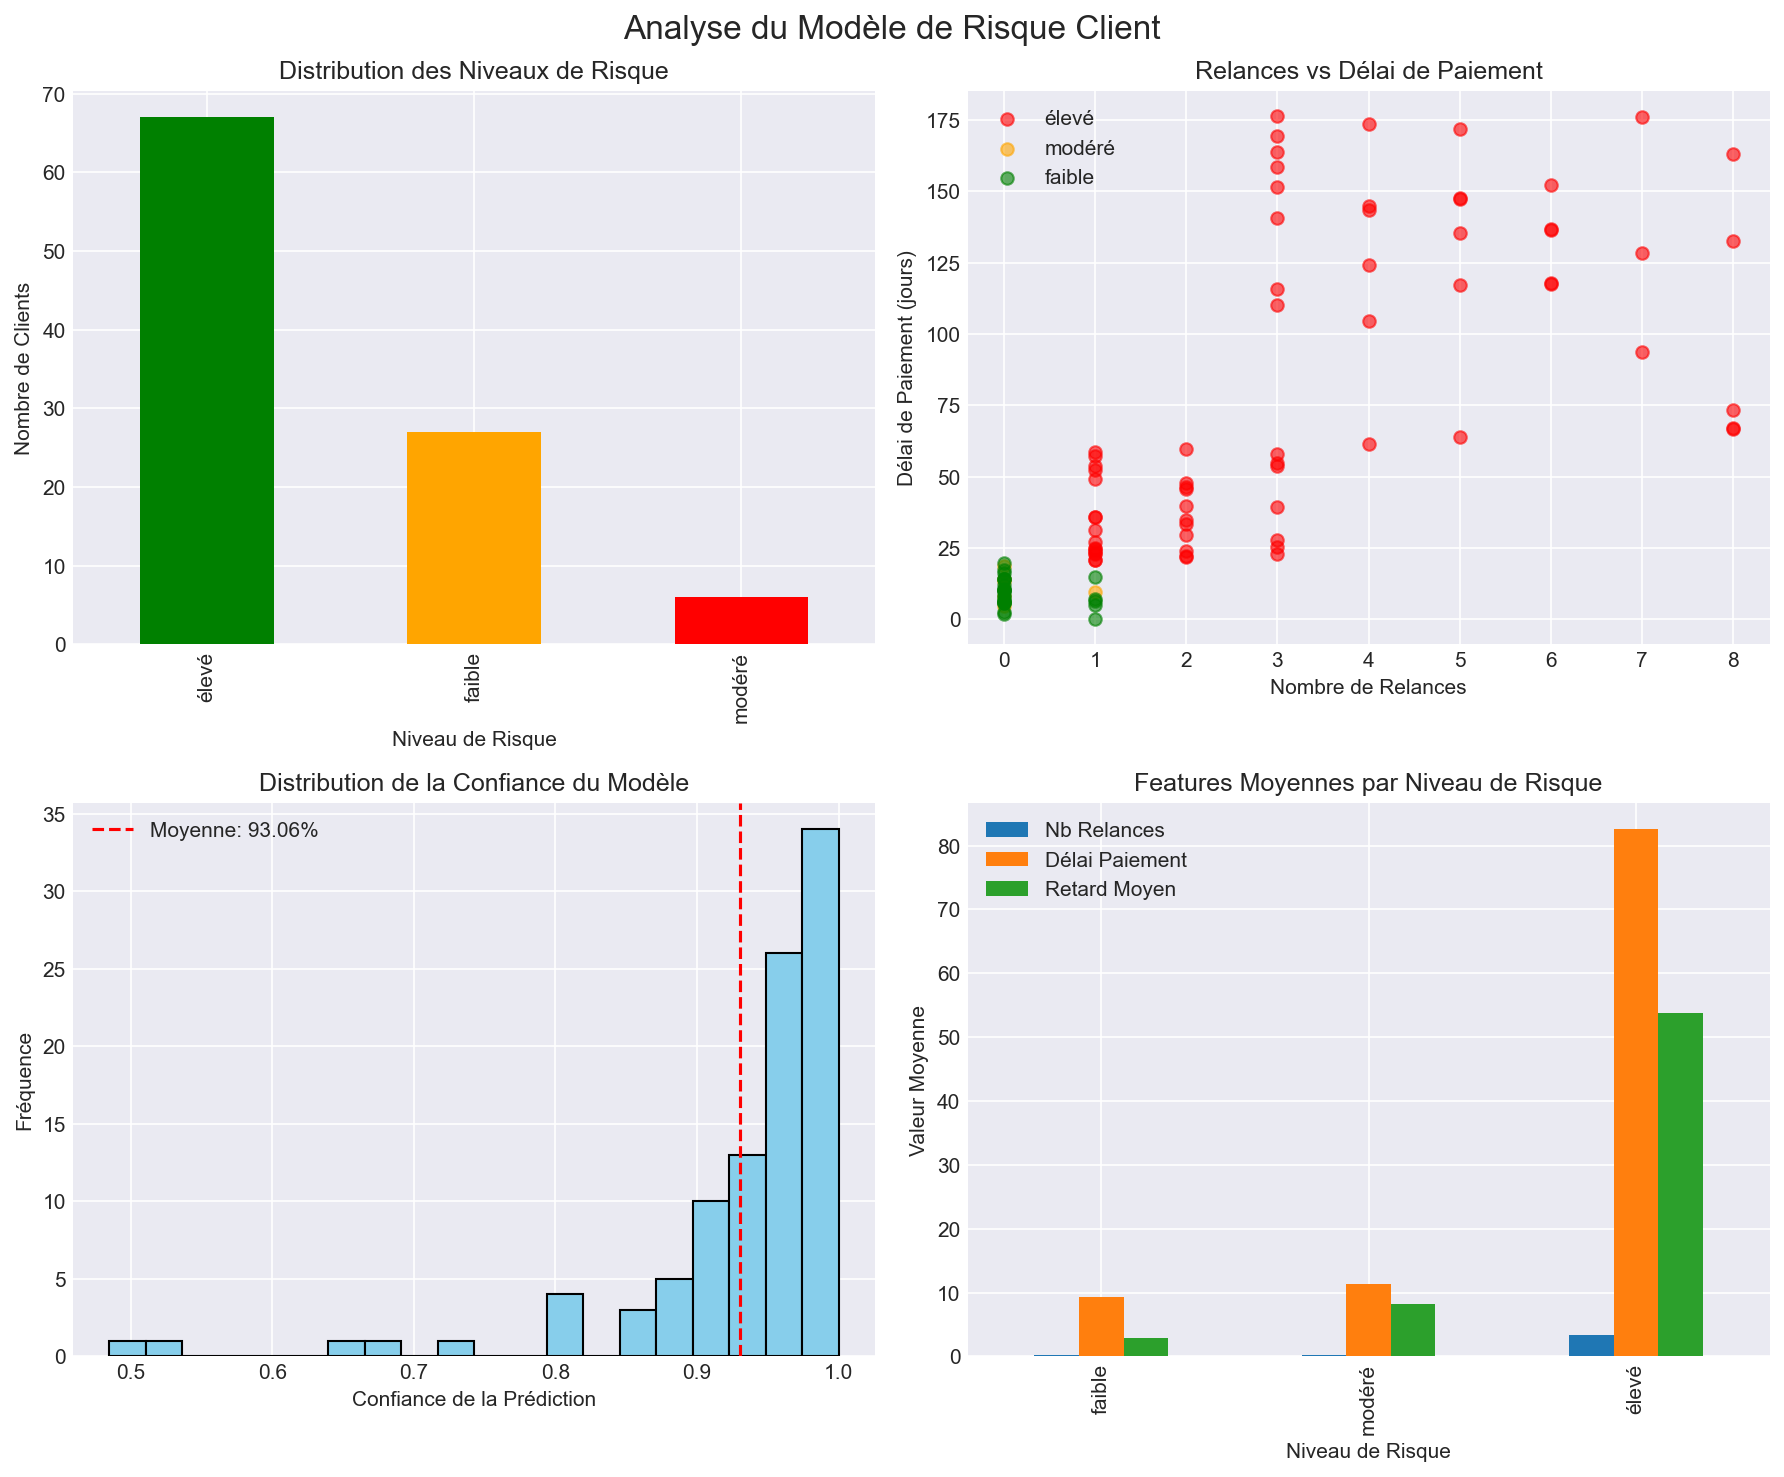 Analyse du Modèle de Risque Client
Distribution des Niveaux de Risque
Nombre de Clients
70
60
50
40
30
20
10
0
élevé
faible
modéré
Niveau de Risque
Relances vs Délai de Paiement
élevé
modéré
faible
Délai de Paiement (jours)
175
150
125
100
75
50
25
0
0 1 2 3 4 5 6 7 8
Nombre de Relances
Distribution de la Confiance du Modèle
Moyenne: 93.06%
Fréquence
35
30
25
20
15
10
5
0
0.5 0.6 0.7 0.8 0.9 1.0
Confiance de la Prédiction
Features Moyennes par Niveau de Risque
Nb Relances
Délai Paiement
Retard Moyen
Valeur Moyenne
80
70
60
50
40
30
20
10
0
faible
modéré
élevé
Niveau de Risque